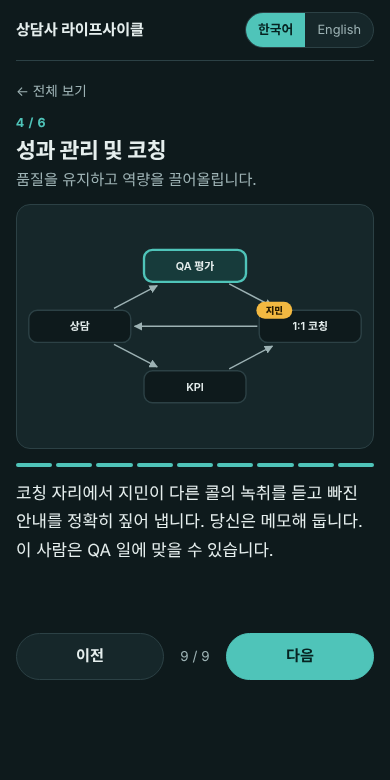 상담사 라이프사이클
한국어 English
← 전체 보기
4 / 6
성과 관리 및 코칭
품질을 유지하고 역량을 끌어올립니다.
QA 평가
지민
상담
1:1 코칭
KPI
코칭 자리에서 지민이 다른 콜의 녹취를 듣고 빠진
안내를 정확히 짚어 냅니다. 당신은 메모해 둡니다.
이 사람은 QA 일에 맞을 수 있습니다.
이전 9 / 9 다음